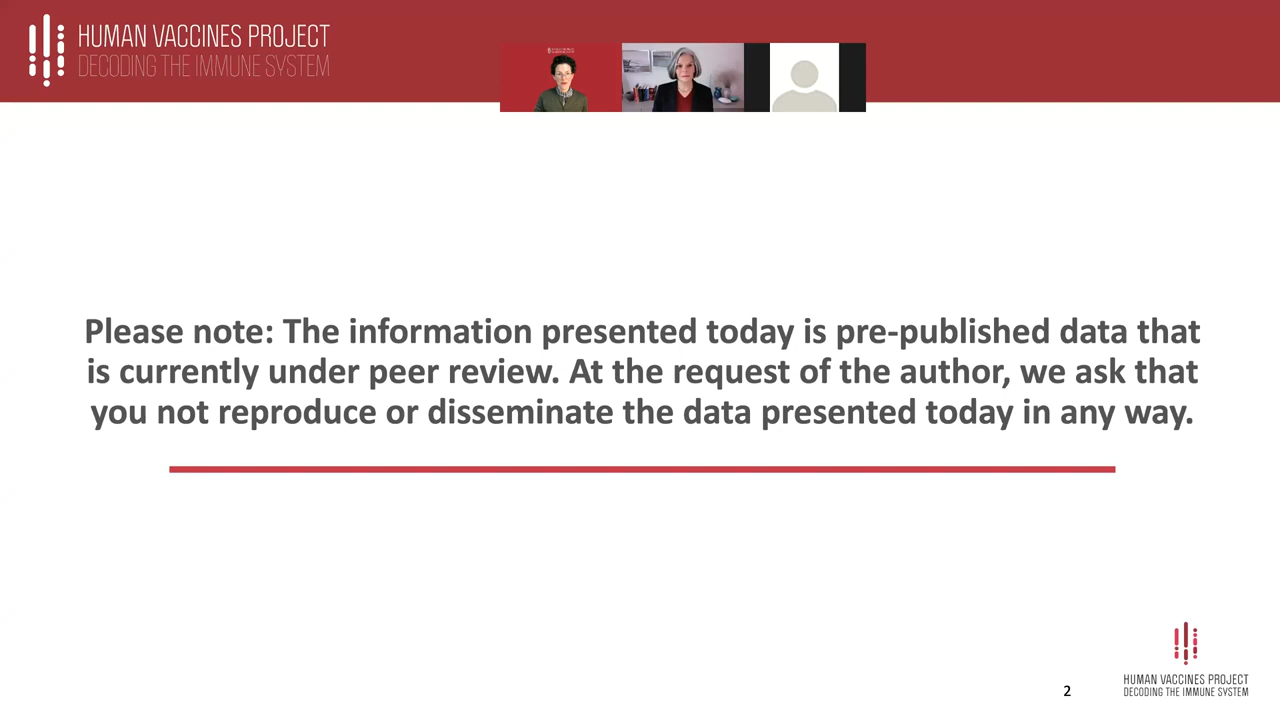 HUMAN VACCINES PROJECT
DECODING THE IMMUNE SYSTEM
Please note: The information presented today is pre-published data that
is currently under peer review. At the request of the author, we ask that
you not reproduce or disseminate the data presented today in any way.
2
HUMAN VACCINES PROJECT
DECODING THE IMMUNE SYSTEM